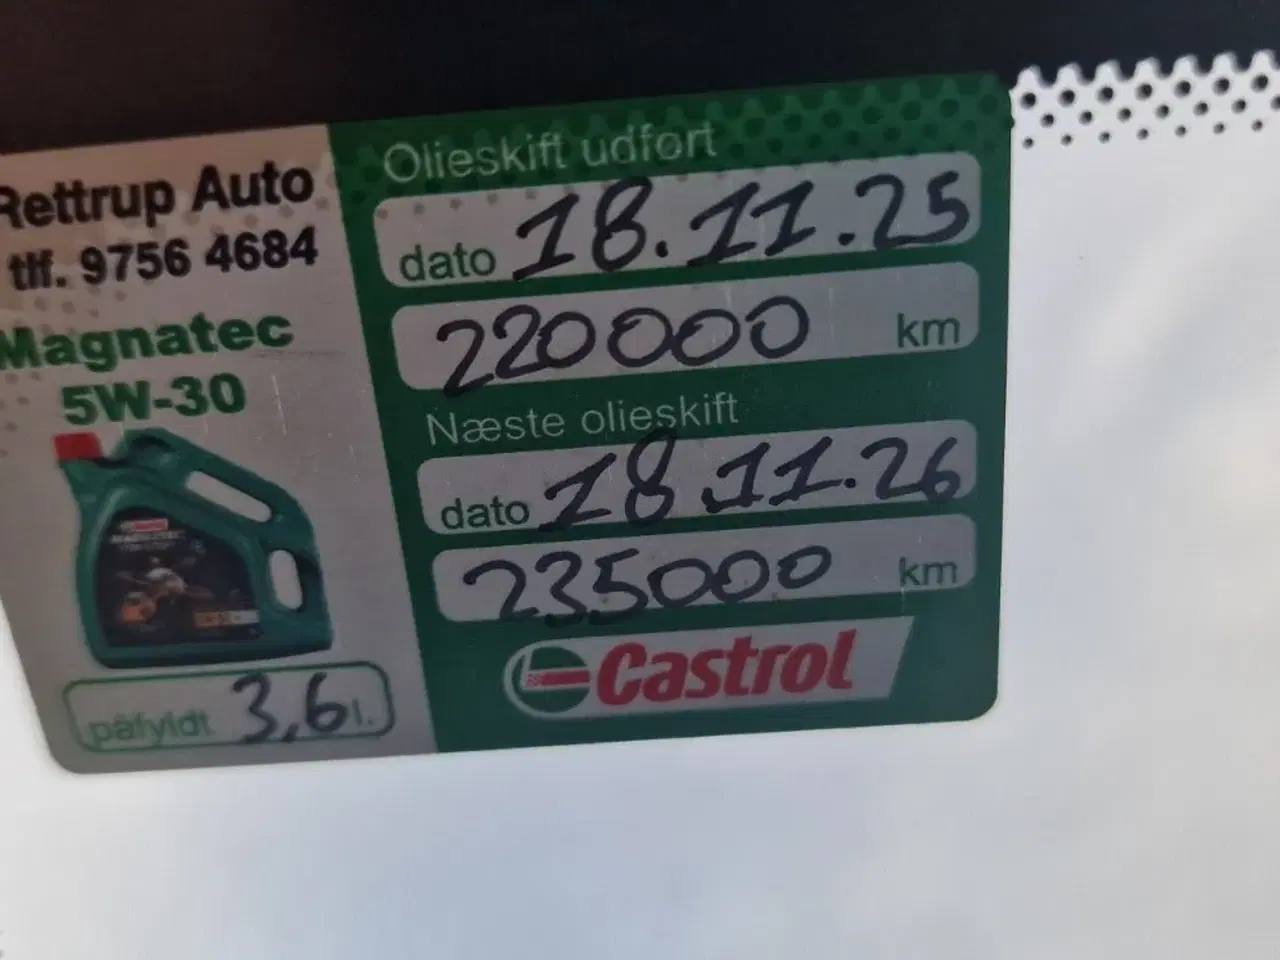 Rettrup Auto
tlf. 9756 4684
Magnatec
5W-30
påfyldt 3,6 l.
Olieskift udført
dato 18.11.25
220000 km
Næste olieskift
dato 18.11.26
235000 km
Castrol